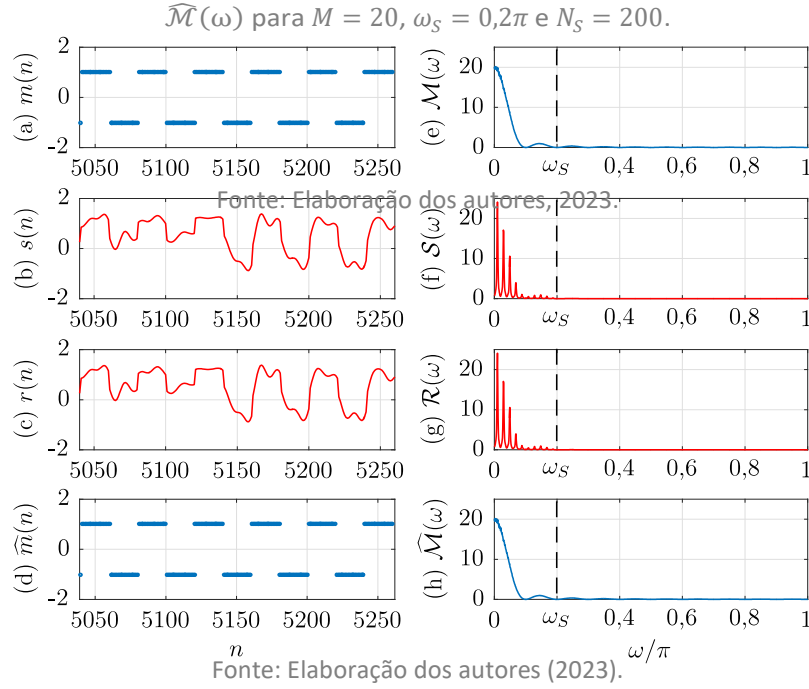 ℳ̂(ω) para M = 20, ω_S = 0,2π e N_S = 200.
(a) m(n)
2
0
-2
5050 5100 5150 5200 5250
(e) ℳ(ω)
20
10
0
0 ω_S 0,4 0,6 0,8 1
Fonte: Elaboração dos autores, 2023.
(b) s(n)
2
0
-2
5050 5100 5150 5200 5250
(f) 𝒮(ω)
20
10
0
0 ω_S 0,4 0,6 0,8 1
(c) r(n)
2
0
-2
5050 5100 5150 5200 5250
(g) ℛ(ω)
20
10
0
0 ω_S 0,4 0,6 0,8 1
(d) m̂(n)
2
0
-2
5050 5100 5150 5200 5250
n
(h) ℳ̂(ω)
20
10
0
0 ω_S 0,4 0,6 0,8 1
ω/π
Fonte: Elaboração dos autores (2023).